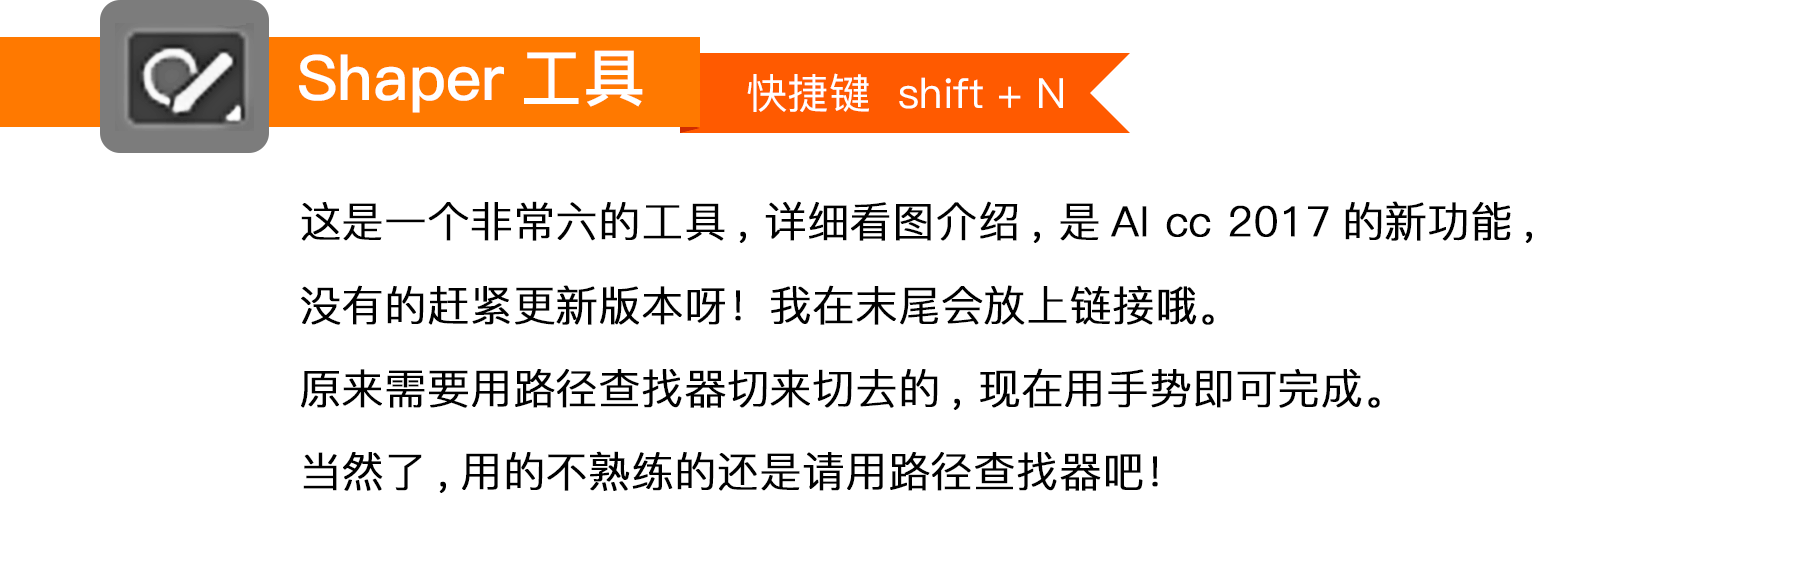 Shaper 工具
快捷键 shift + N
这是一个非常六的工具，详细看图介绍，是 AI cc 2017 的新功能，
没有的赶紧更新版本呀！我在末尾会放上链接哦。
原来需要用路径查找器切来切去的，现在用手势即可完成。
当然了，用的不熟练的还是请用路径查找器吧！